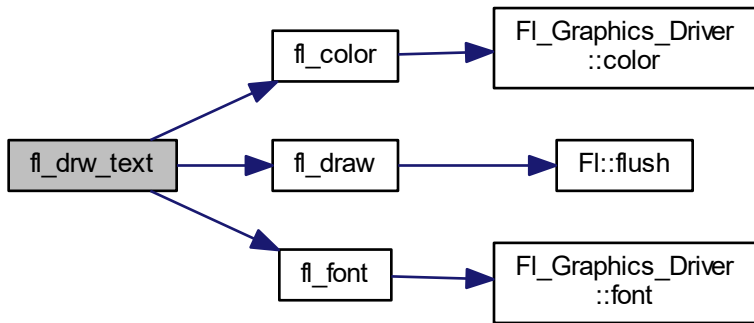 fl_color
Fl_Graphics_Driver
::color
fl_drw_text
fl_draw
Fl::flush
fl_font
Fl_Graphics_Driver
::font